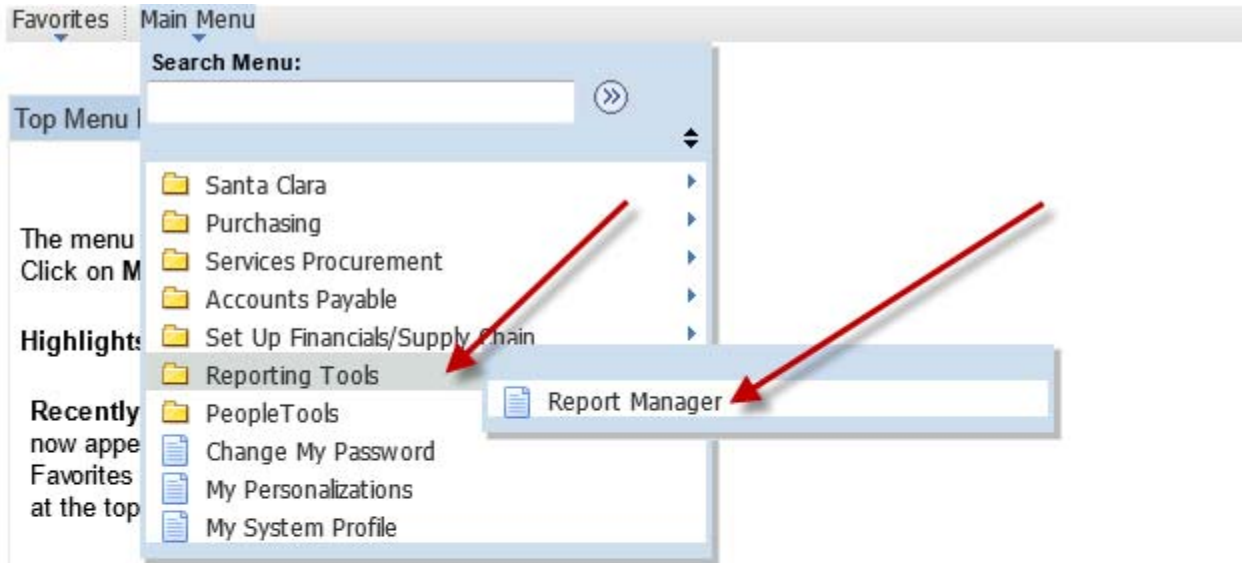 Favorites Main Menu
Search Menu:
Top Menu
Santa Clara
Purchasing
The menu
Services Procurement
Click on M
Accounts Payable
Highlights
Set Up Financials/Supply Chain
Reporting Tools
Report Manager
Recently
PeopleTools
now appe
Change My Password
Favorites
My Personalizations
at the top
My System Profile